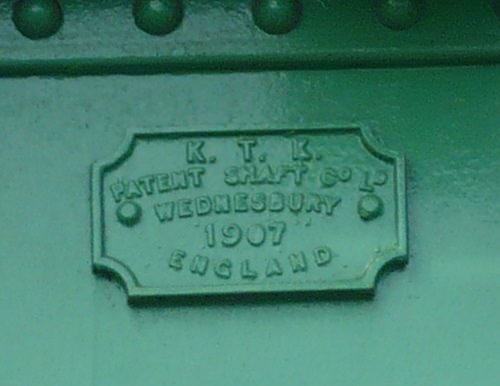 K. T. K.
PATENT SHAFT Co LD
WEDNESBURY
1907
ENGLAND